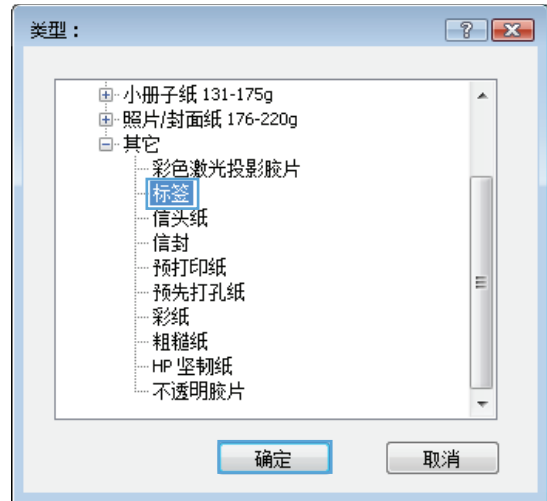 类型：
小册子纸 131-175g
照片/封面纸 176-220g
其它
彩色激光投影胶片
标签
信头纸
信封
预打印纸
预先打孔纸
彩纸
粗糙纸
HP 坚韧纸
不透明胶片
确定 取消